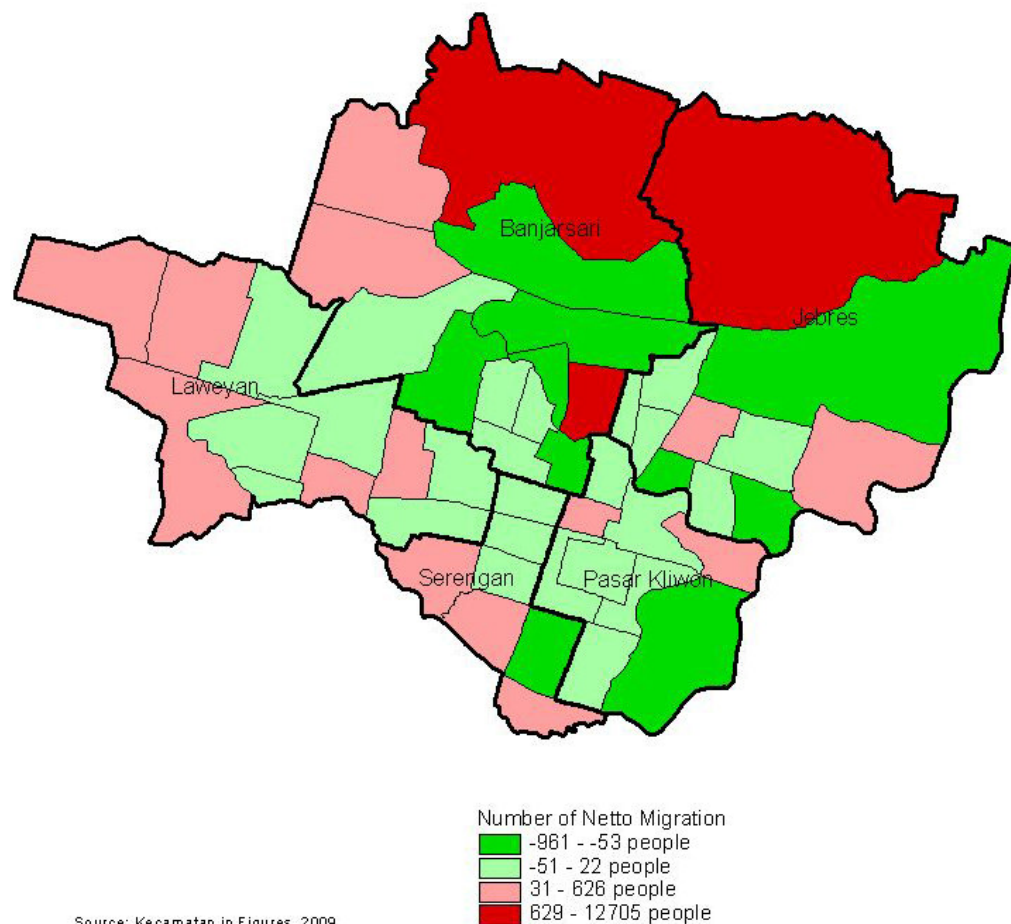 Banjarsari
Jebres
Laweyan
Serengan
Pasar Kliwon
Number of Netto Migration
-961 - -53 people
-51 - 22 people
31 - 626 people
629 - 12705 people
Source: Kecamatan in Figures, 2009